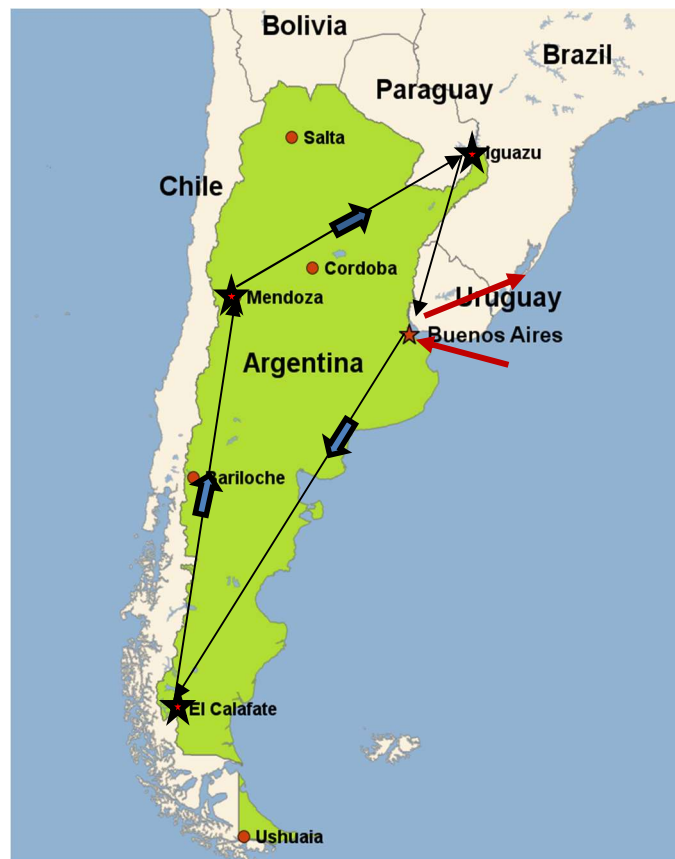 Bolivia
Brazil
Paraguay
Salta
Iguazu
Chile
Cordoba
Mendoza
Uruguay
Buenos Aires
Argentina
Bariloche
El Calafate
Ushuaia